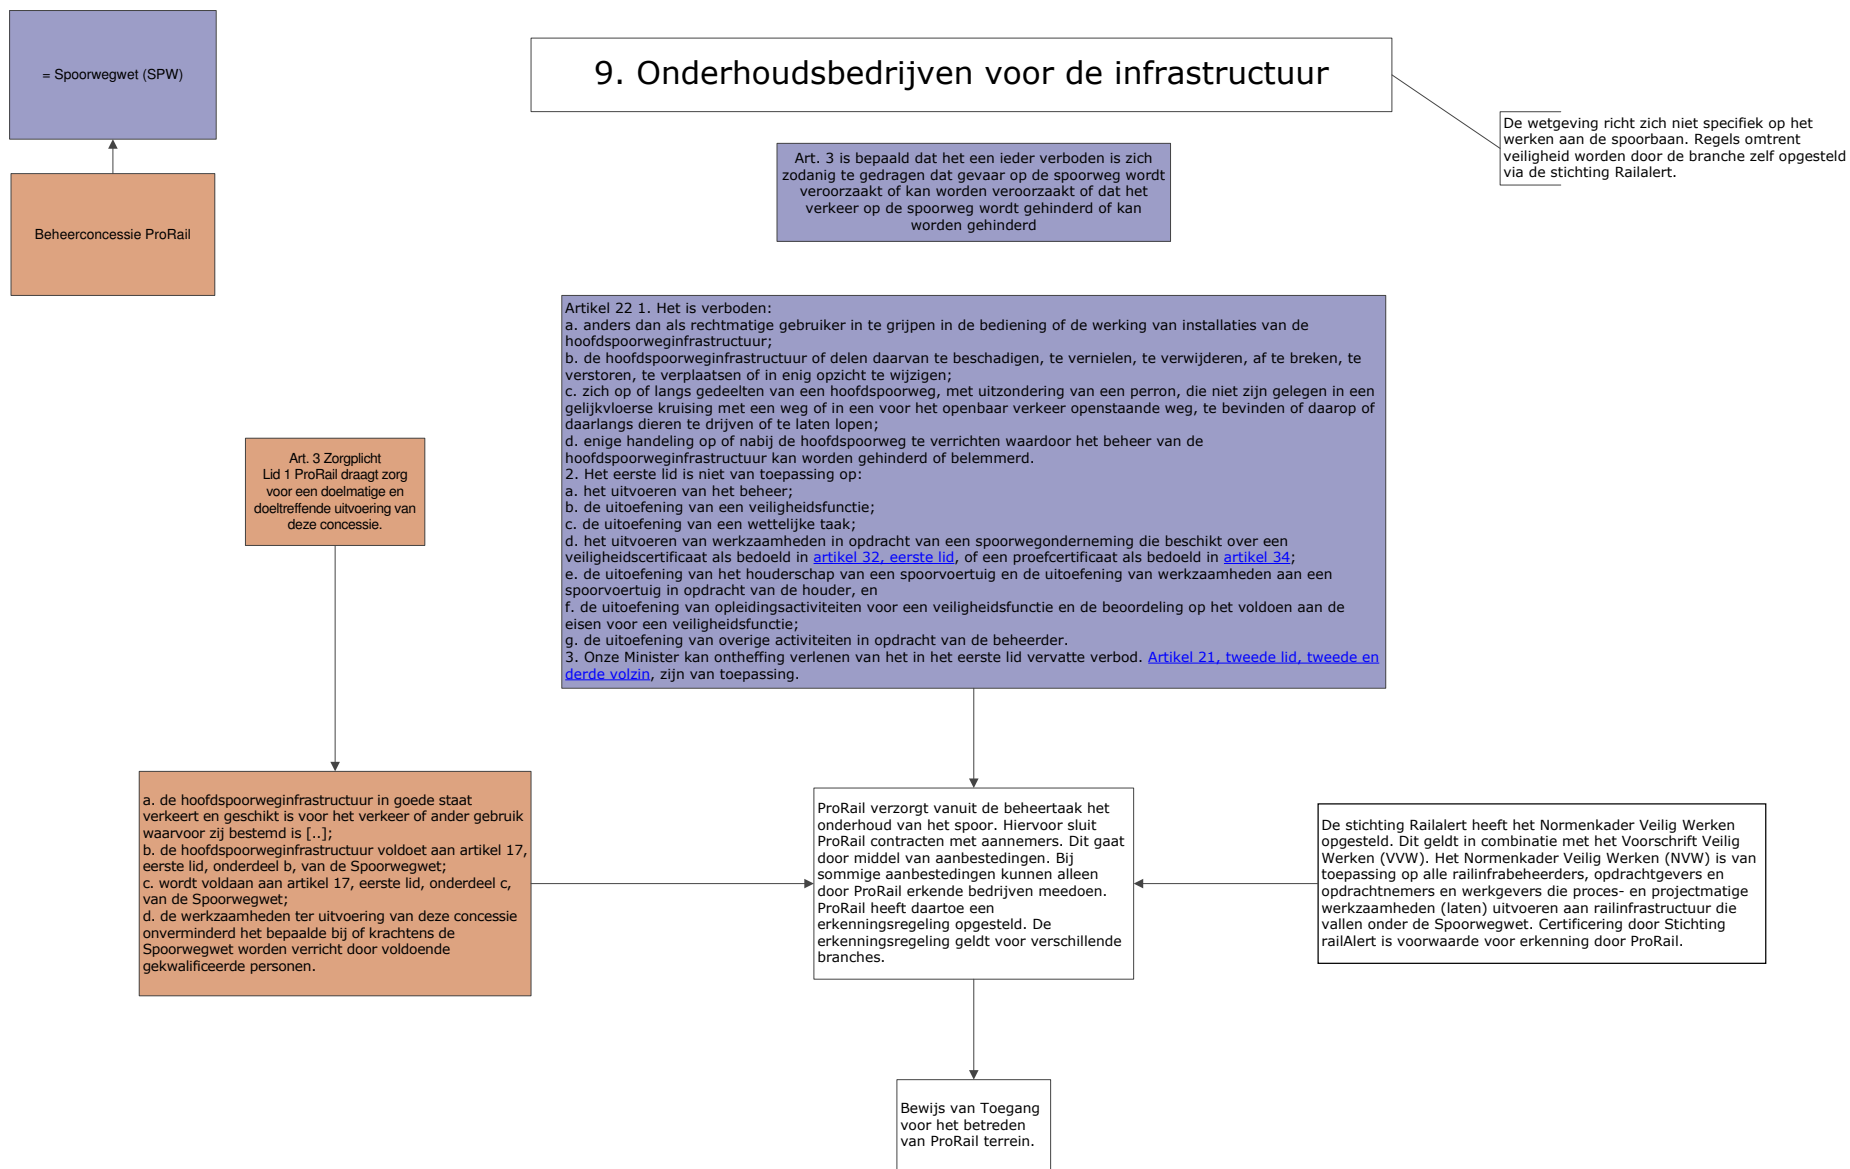 = Spoorwegwet (SPW)
Beheerconcessie ProRail
9. Onderhoudsbedrijven voor de infrastructuur
De wetgeving richt zich niet specifiek op het
werken aan de spoorbaan. Regels omtrent
veiligheid worden door de branche zelf opgesteld
via de stichting Railalert.
Art. 3 is bepaald dat het een ieder verboden is zich
zodanig te gedragen dat gevaar op de spoorweg wordt
veroorzaakt of kan worden veroorzaakt of dat het
verkeer op de spoorweg wordt gehinderd of kan
worden gehinderd
Artikel 22 1. Het is verboden:
a. anders dan als rechtmatige gebruiker in te grijpen in de bediening of de werking van installaties van de
hoofdspoorweginfrastructuur;
b. de hoofdspoorweginfrastructuur of delen daarvan te beschadigen, te vernielen, te verwijderen, af te breken, te
verstoren, te verplaatsen of in enig opzicht te wijzigen;
c. zich op of langs gedeelten van een hoofdspoorweg, met uitzondering van een perron, die niet zijn gelegen in een
gelijkvloerse kruising met een weg of in een voor het openbaar verkeer openstaande weg, te bevinden of daarop of
daarlangs dieren te drijven of te laten lopen;
d. enige handeling op of nabij de hoofdspoorweg te verrichten waardoor het beheer van de
hoofdspoorweginfrastructuur kan worden gehinderd of belemmerd.
2. Het eerste lid is niet van toepassing op:
a. het uitvoeren van het beheer;
b. de uitoefening van een veiligheidsfunctie;
c. de uitoefening van een wettelijke taak;
d. het uitvoeren van werkzaamheden in opdracht van een spoorwegonderneming die beschikt over een
veiligheidscertificaat als bedoeld in artikel 32, eerste lid, of een proefcertificaat als bedoeld in artikel 34;
e. de uitoefening van het houderschap van een spoorvoertuig en de uitoefening van werkzaamheden aan een
spoorvoertuig in opdracht van de houder, en
f. de uitoefening van opleidingsactiviteiten voor een veiligheidsfunctie en de beoordeling op het voldoen aan de
eisen voor een veiligheidsfunctie;
g. de uitoefening van overige activiteiten in opdracht van de beheerder.
3. Onze Minister kan ontheffing verlenen van het in het eerste lid vervatte verbod. Artikel 21, tweede lid, tweede en
derde volzin, zijn van toepassing.
Art. 3 Zorgplicht
Lid 1 ProRail draagt zorg
voor een doelmatige en
doeltreffende uitvoering van
deze concessie.
a. de hoofdspoorweginfrastructuur in goede staat
verkeert en geschikt is voor het verkeer of ander gebruik
waarvoor zij bestemd is [..];
b. de hoofdspoorweginfrastructuur voldoet aan artikel 17,
eerste lid, onderdeel b, van de Spoorwegwet;
c. wordt voldaan aan artikel 17, eerste lid, onderdeel c,
van de Spoorwegwet;
d. de werkzaamheden ter uitvoering van deze concessie
onverminderd het bepaalde bij of krachtens de
Spoorwegwet worden verricht door voldoende
gekwalificeerde personen.
ProRail verzorgt vanuit de beheertaak het
onderhoud van het spoor. Hiervoor sluit
ProRail contracten met aannemers. Dit gaat
door middel van aanbestedingen. Bij
sommige aanbestedingen kunnen alleen
door ProRail erkende bedrijven meedoen.
ProRail heeft daartoe een
erkenningsregeling opgesteld. De
erkenningsregeling geldt voor verschillende
branches.
De stichting Railalert heeft het Normenkader Veilig Werken
opgesteld. Dit geldt in combinatie met het Voorschrift Veilig
Werken (VVW). Het Normenkader Veilig Werken (NVW) is van
toepassing op alle railinfrabeheerders, opdrachtgevers en
opdrachtnemers en werkgevers die proces- en projectmatige
werkzaamheden (laten) uitvoeren aan railinfrastructuur die
vallen onder de Spoorwegwet. Certificering door Stichting
railAlert is voorwaarde voor erkenning door ProRail.
Bewijs van Toegang
voor het betreden
van ProRail terrein.